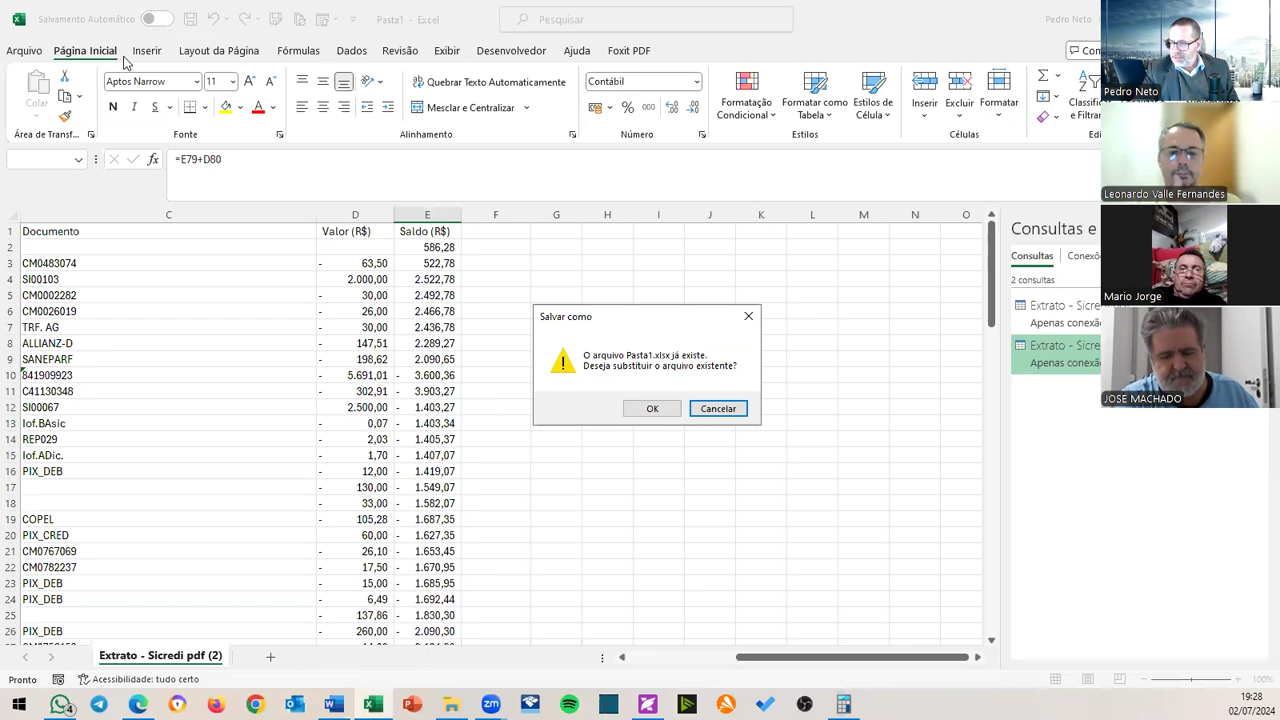 Salvamento Automático
Pasta1 - Excel
Pesquisar
Pedro Neto
Arquivo
Página Inicial
Inserir
Layout da Página
Fórmulas
Dados
Revisão
Exibir
Desenvolvedor
Ajuda
Foxit PDF
Com
Colar
Aptos Narrow
11
N
I
S
Quebrar Texto Automaticamente
Mesclar e Centralizar
Contábil
%
000
Formatação
Condicional
Formatar como
Tabela
Estilos de
Célula
Inserir
Excluir
Formatar
Classific
e Filtrar
Área de Transf...
Fonte
Alinhamento
Número
Estilos
Células
Edi
fx
=E79+D80
C D E F G H I J K L M N O
1 Documento Valor (R$) Saldo (R$)
2 586,28
3 CM0483074 - 63,50 522,78
4 SI00103 2.000,00 2.522,78
5 CM0002282 - 30,00 2.492,78
6 CM0026019 - 26,00 2.466,78
7 TRF. AG - 30,00 2.436,78
8 ALLIANZ-D - 147,51 2.289,27
9 SANEPARF - 198,62 2.090,65
10 841909923 - 5.691,01 - 3.600,36
11 C41130348 - 302,91 - 3.903,27
12 SI00067 2.500,00 - 1.403,27
13 Iof.BAsic - 0,07 - 1.403,34
14 REP029 - 2,03 - 1.405,37
15 Iof.ADic. - 1,70 - 1.407,07
16 PIX_DEB - 12,00 - 1.419,07
17 - 130,00 - 1.549,07
18 - 33,00 - 1.582,07
19 COPEL - 105,28 - 1.687,35
20 PIX_CRED 60,00 - 1.627,35
21 CM0767069 - 26,10 - 1.653,45
22 CM0782237 - 17,50 - 1.670,95
23 PIX_DEB - 15,00 - 1.685,95
24 PIX_DEB - 6,49 - 1.692,44
25 - 137,86 - 1.830,30
26 PIX_DEB - 260,00 - 2.090,30
Salvar como
O arquivo Pasta1.xlsx já existe.
Deseja substituir o arquivo existente?
OK
Cancelar
Consultas e
Consultas
Conexõe
2 consultas
Extrato - Sicre
Apenas conexã
Extrato - Sicre
Apenas conexã
Pedro Neto
Leonardo Valle Fernandes
Mario Jorge
JOSE MACHADO
Extrato - Sicredi pdf (2)
Pronto
Acessibilidade: tudo certo
100%
4
zm
19:28
02/07/2024